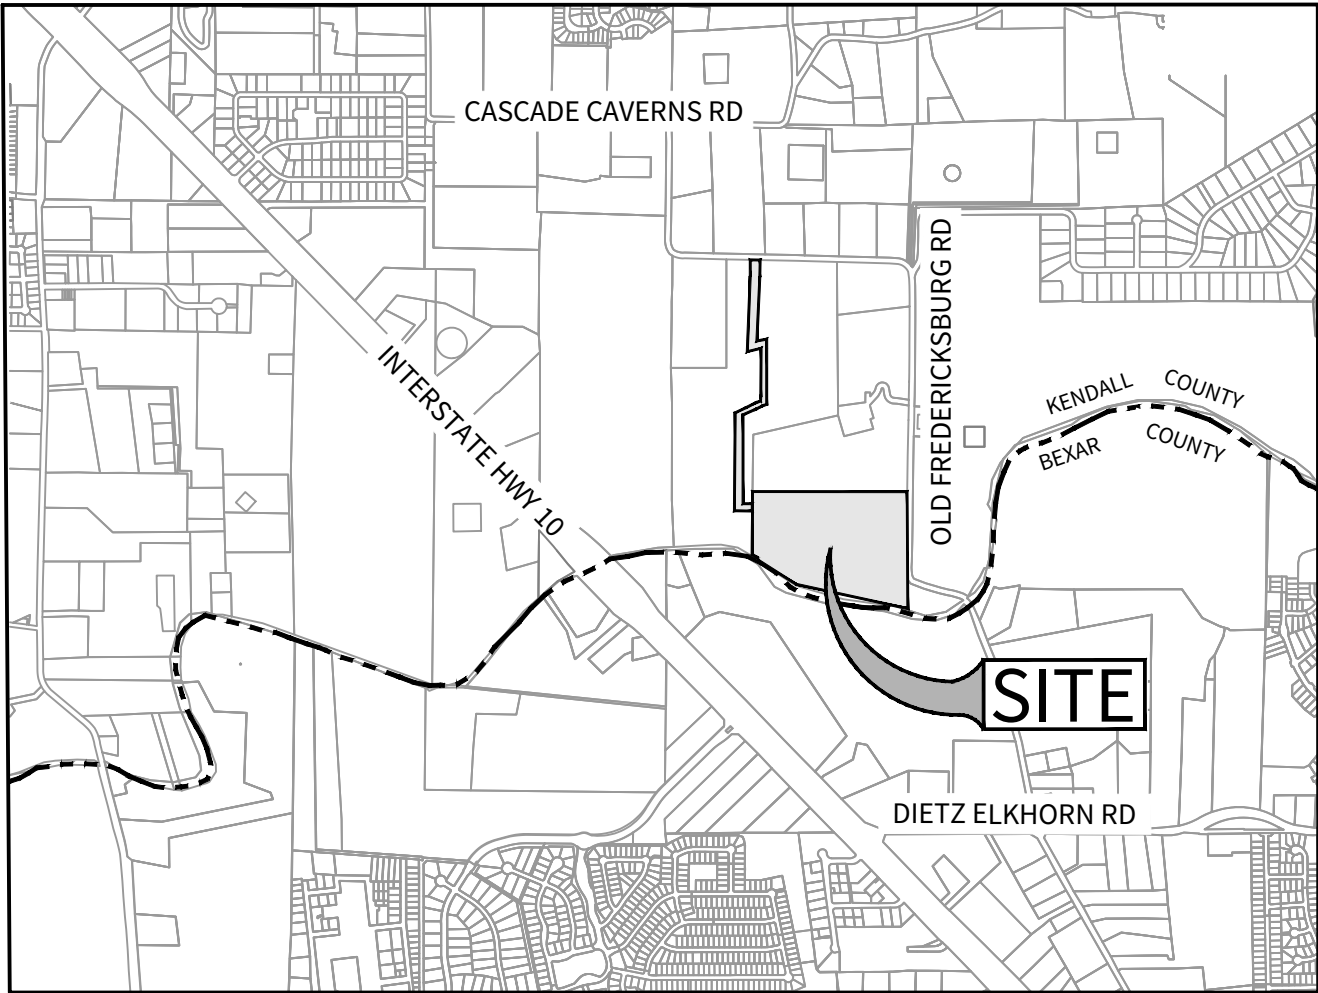 CASCADE CAVERNS RD
OLD FREDERICKSBURG RD
INTERSTATE HWY 10
KENDALL COUNTY
BEXAR COUNTY
SITE
DIETZ ELKHORN RD